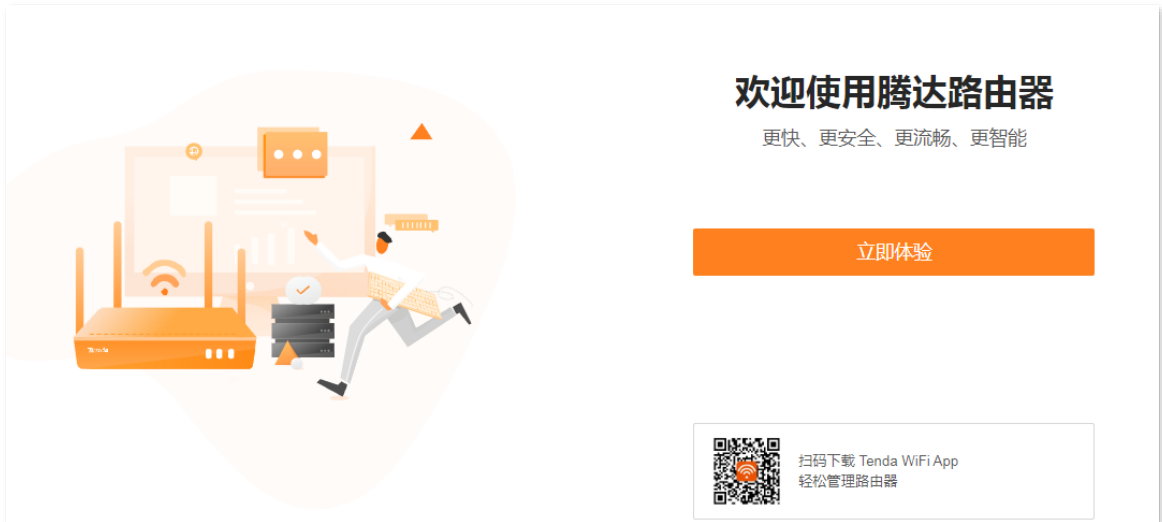 欢迎使用腾达路由器
更快、更安全、更流畅、更智能
立即体验
Tenda
扫码下载 Tenda WiFi App
轻松管理路由器